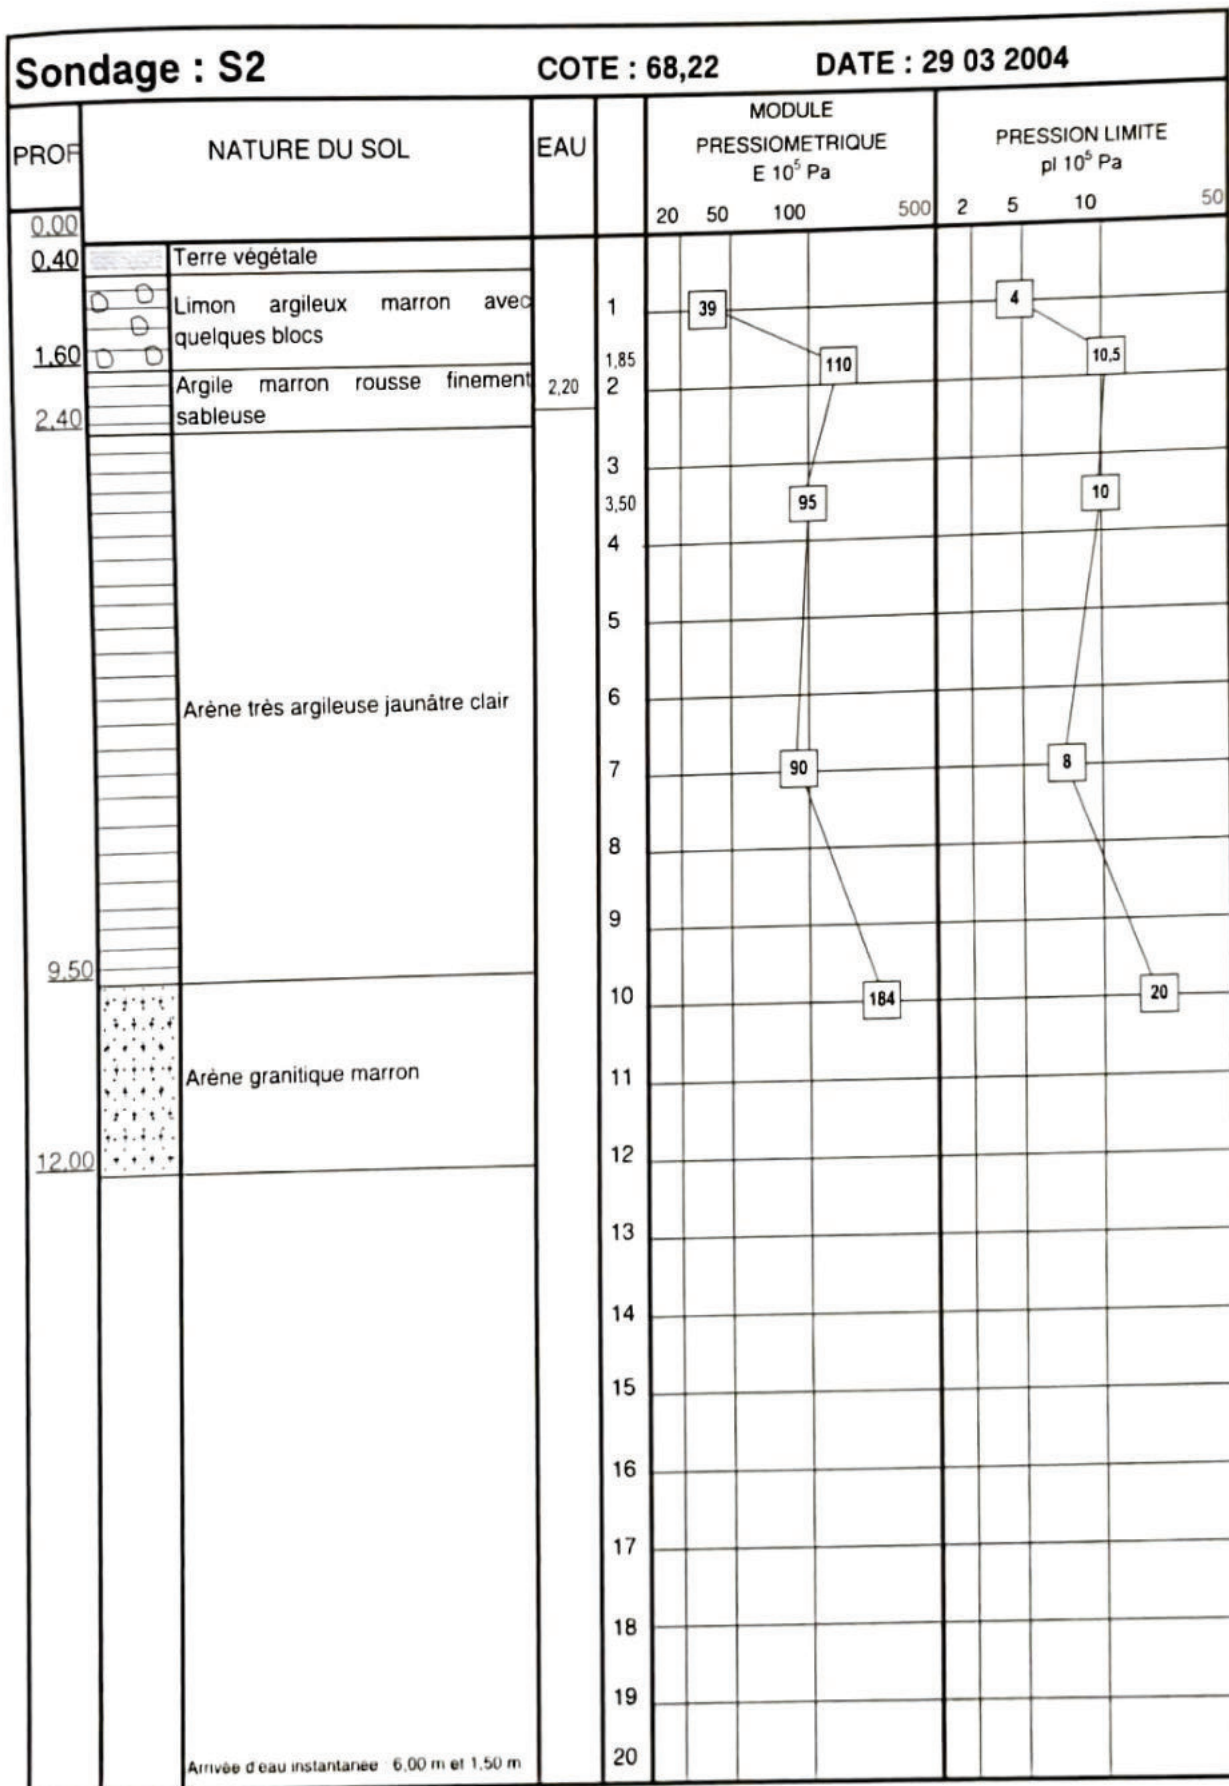 Sondage : S2 COTE : 68,22 DATE : 29 03 2004
PROF NATURE DU SOL EAU MODULE PRESSIOMETRIQUE E 10⁵ Pa PRESSION LIMITE pl 10⁵ Pa
20 50 100 500 2 5 10 50
0.00
0,40 Terre végétale
Limon argileux marron avec
quelques blocs
1 39 4
1,60 1,85 110 10,5
Argile marron rousse finement
sableuse
2,20 2
2,40
3
3,50 95 10
4
5
6
Arène très argileuse jaunâtre clair
7 90 8
8
9
9,50
10 184 20
Arène granitique marron
11
12,00 12
13
14
15
16
17
18
19
Arrivée d'eau instantanée : 6,00 m et 1,50 m
20